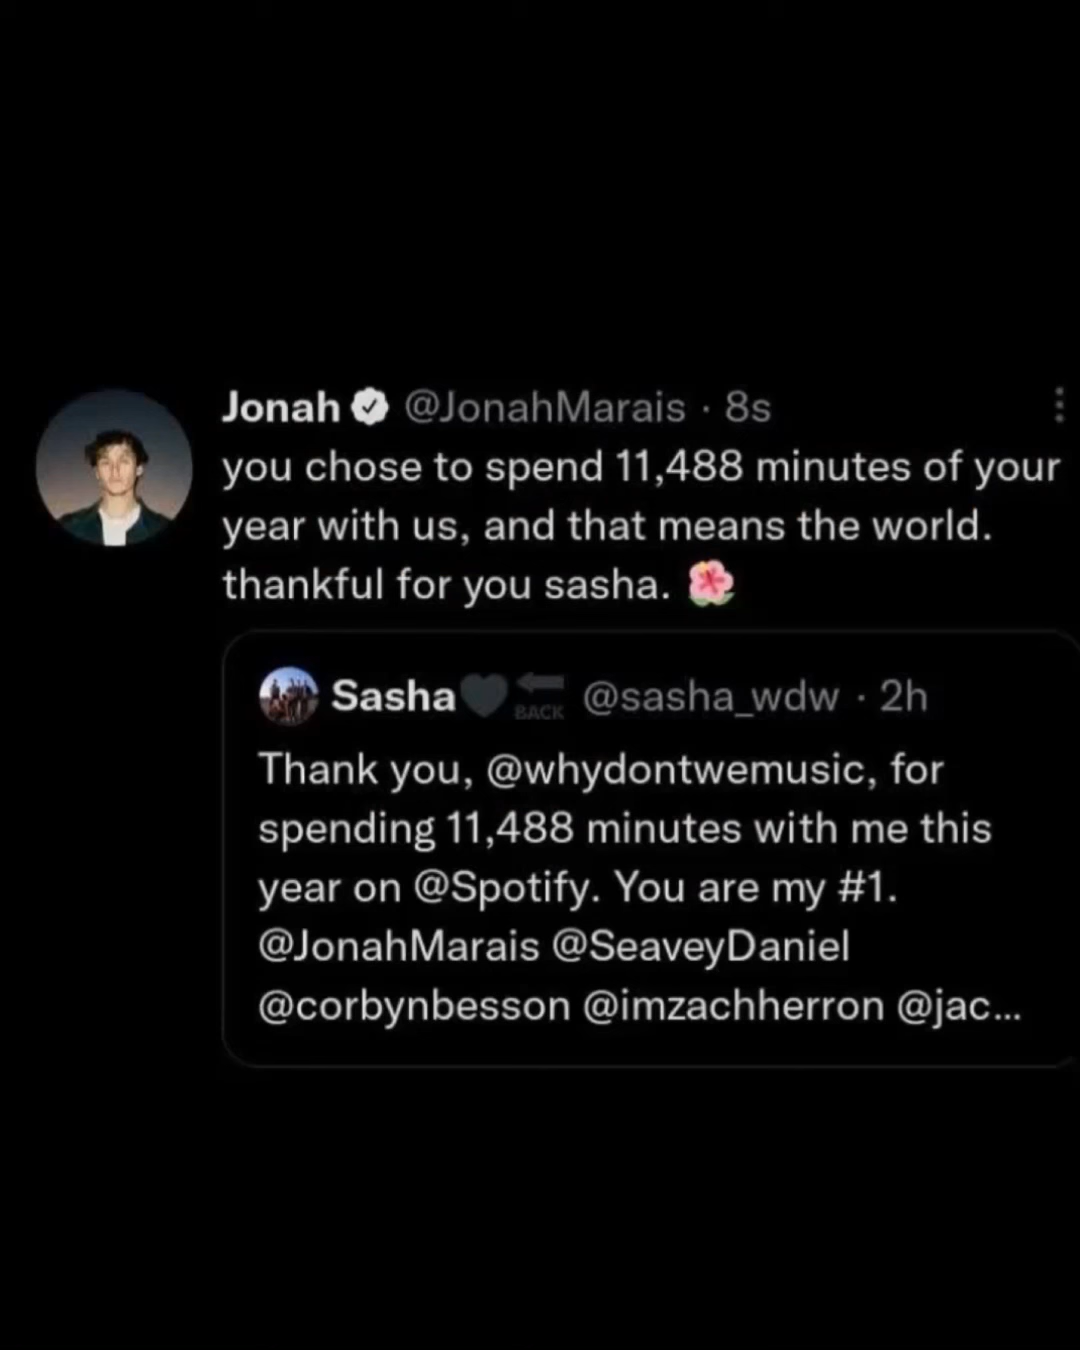 Jonah @JonahMarais · 8s
you chose to spend 11,488 minutes of your
year with us, and that means the world.
thankful for you sasha. 🌺
Sasha🖤🔙 @sasha_wdw · 2h
Thank you, @whydontwemusic, for
spending 11,488 minutes with me this
year on @Spotify. You are my #1.
@JonahMarais @SeaveyDaniel
@corbynbesson @imzachherron @jac...